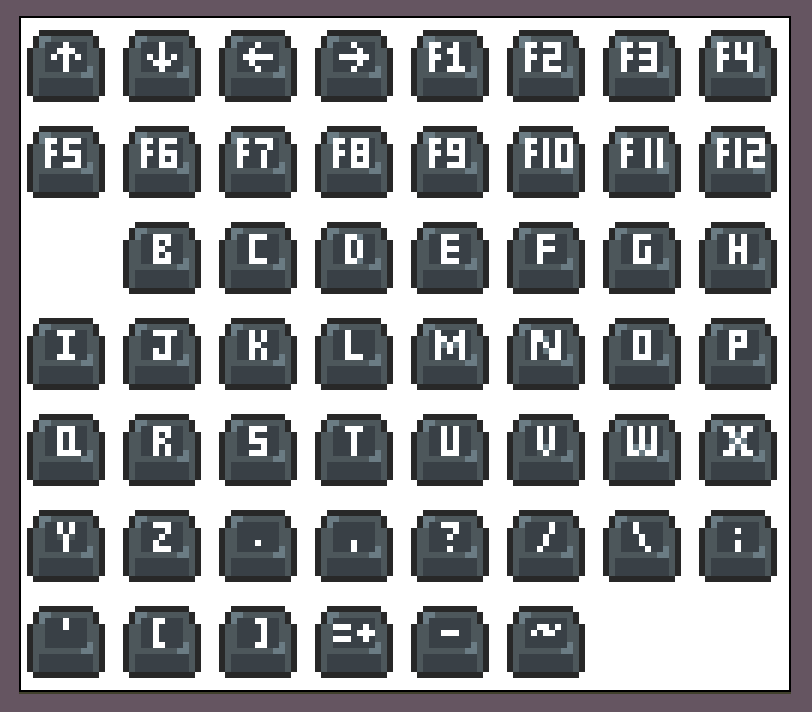 ↑ ↓ ← → F1 F2 F3 F4
F5 F6 F7 F8 F9 F10 F11 F12
B C D E F G H
I J K L M N O P
Q R S T U V W X
Y Z . , ? / \ ;
' [ ] =+ - ~